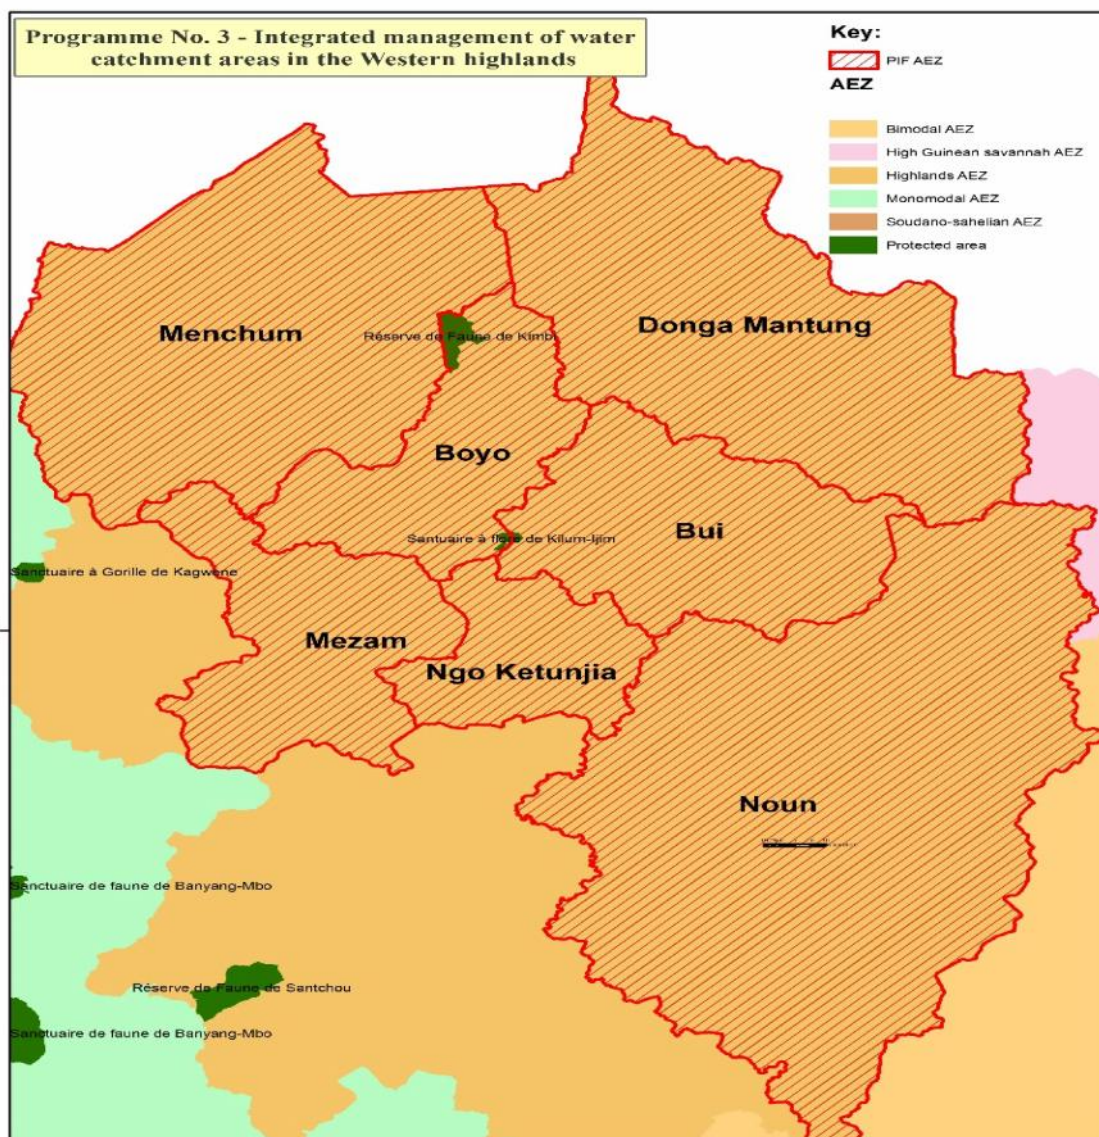 Programme No. 3 - Integrated management of water
catchment areas in the Western highlands
Key:
PIF AEZ
AEZ
Bimodal AEZ
High Guinean savannah AEZ
Highlands AEZ
Monomodal AEZ
Soudano-sahelian AEZ
Protected area
Menchum
Donga Mantung
Réserve de Faune de Kimbi
Boyo
Bui
Santuaire à flore de Kilum-Ijim
Sanctuaire à Gorille de Kagwene
Mezam
Ngo Ketunjia
Noun
Sanctuaire de faune de Banyang-Mbo
Réserve de Faune de Santchou
Sanctuaire de faune de Banyang-Mbo